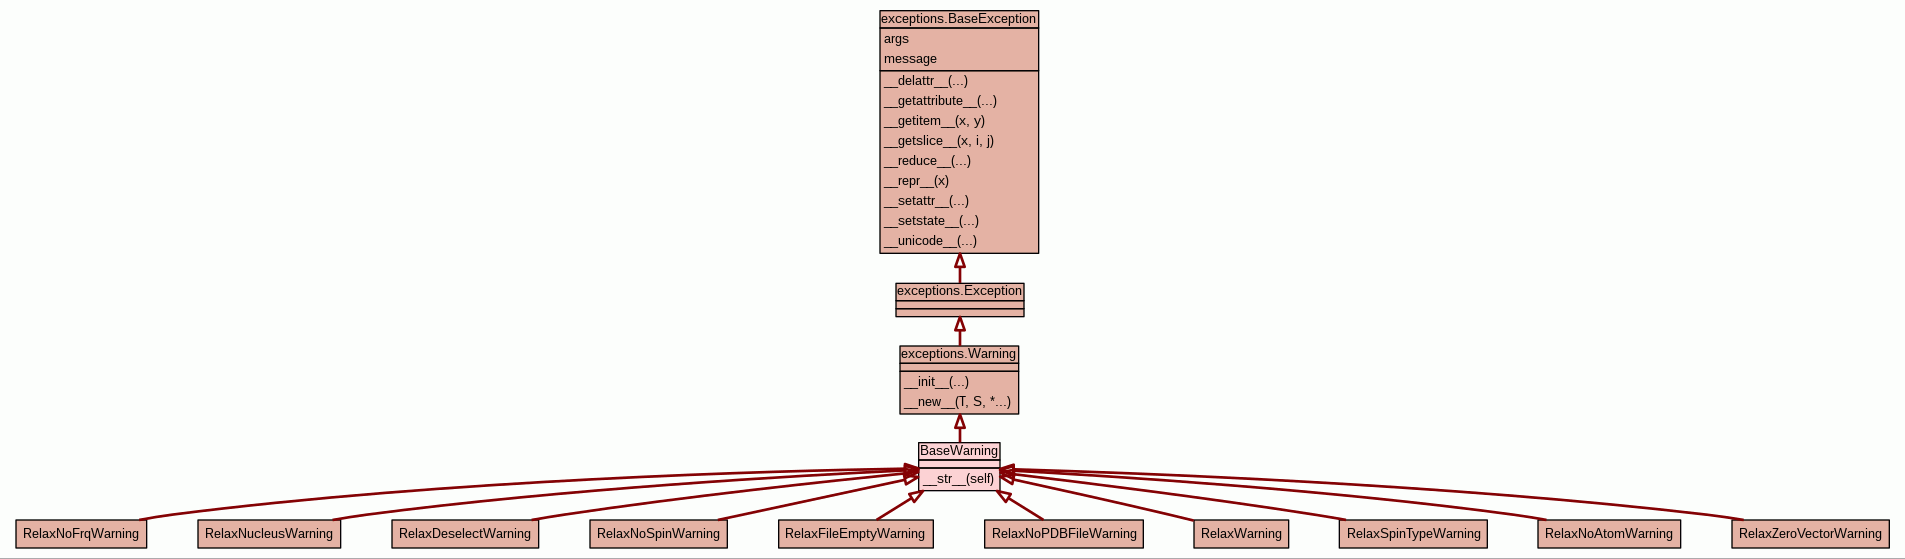 exceptions.BaseException
args
message
__delattr__(...)
__getattribute__(...)
__getitem__(x, y)
__getslice__(x, i, j)
__reduce__(...)
__repr__(x)
__setattr__(...)
__setstate__(...)
__unicode__(...)
exceptions.Exception
exceptions.Warning
__init__(...)
__new__(T, S, *...)
BaseWarning
__str__(self)
RelaxNoFrqWarning
RelaxNucleusWarning
RelaxDeselectWarning
RelaxNoSpinWarning
RelaxFileEmptyWarning
RelaxNoPDBFileWarning
RelaxWarning
RelaxSpinTypeWarning
RelaxNoAtomWarning
RelaxZeroVectorWarning